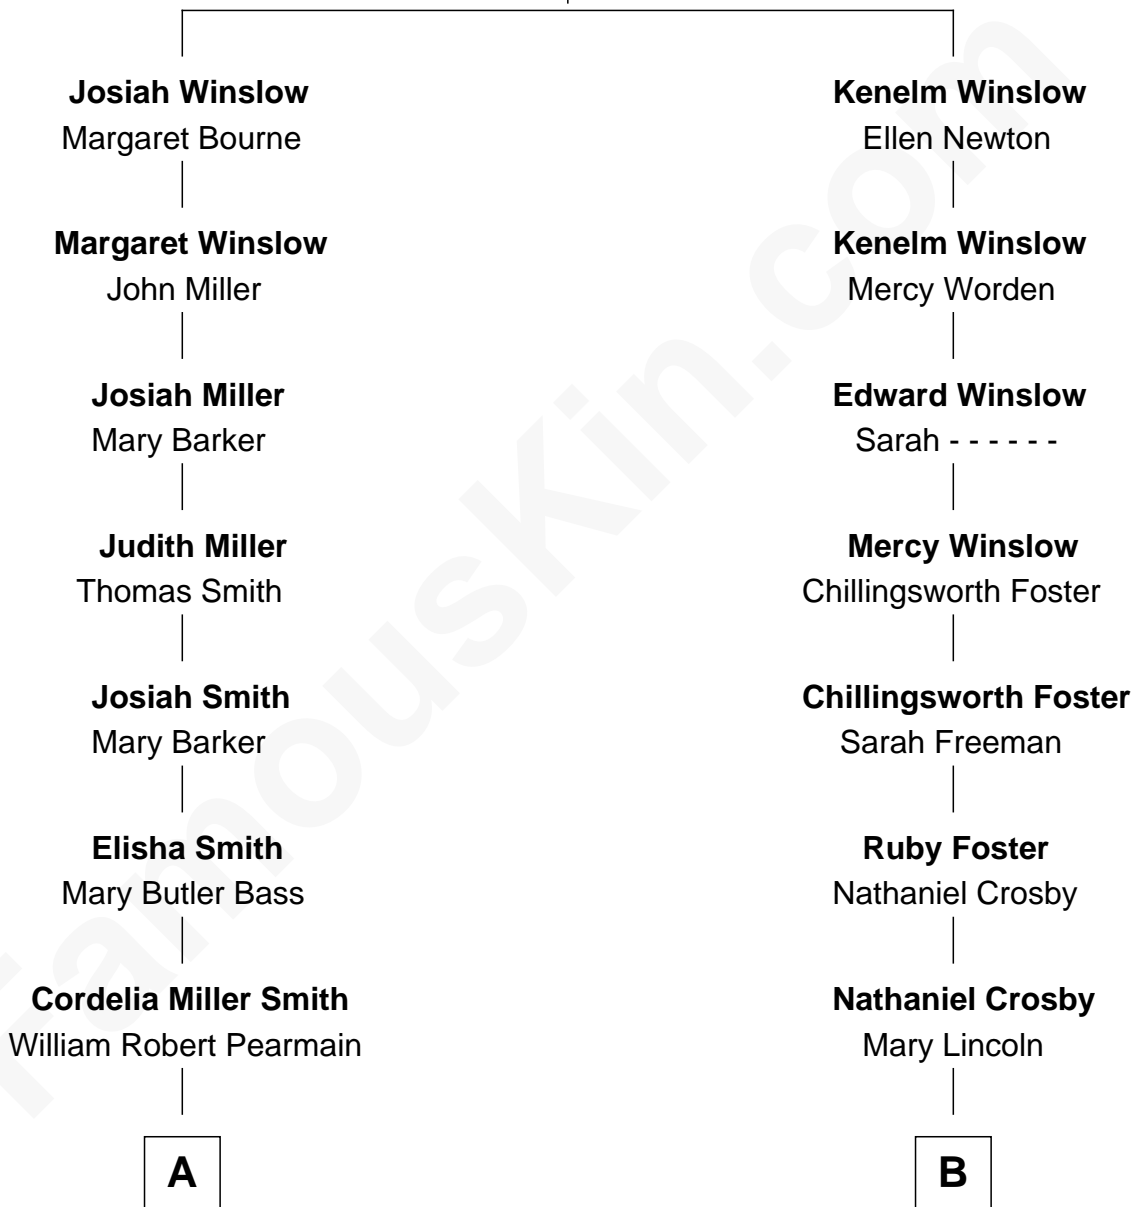 Josiah Winslow
Margaret Bourne
Margaret Winslow
John Miller
Josiah Miller
Mary Barker
Judith Miller
Thomas Smith
Josiah Smith
Mary Barker
Elisha Smith
Mary Butler Bass
Cordelia Miller Smith
William Robert Pearmain
A
Kenelm Winslow
Ellen Newton
Kenelm Winslow
Mercy Worden
Edward Winslow
Sarah - - - - - -
Mercy Winslow
Chillingsworth Foster
Chillingsworth Foster
Sarah Freeman
Ruby Foster
Nathaniel Crosby
Nathaniel Crosby
Mary Lincoln
B
FamousKin.com